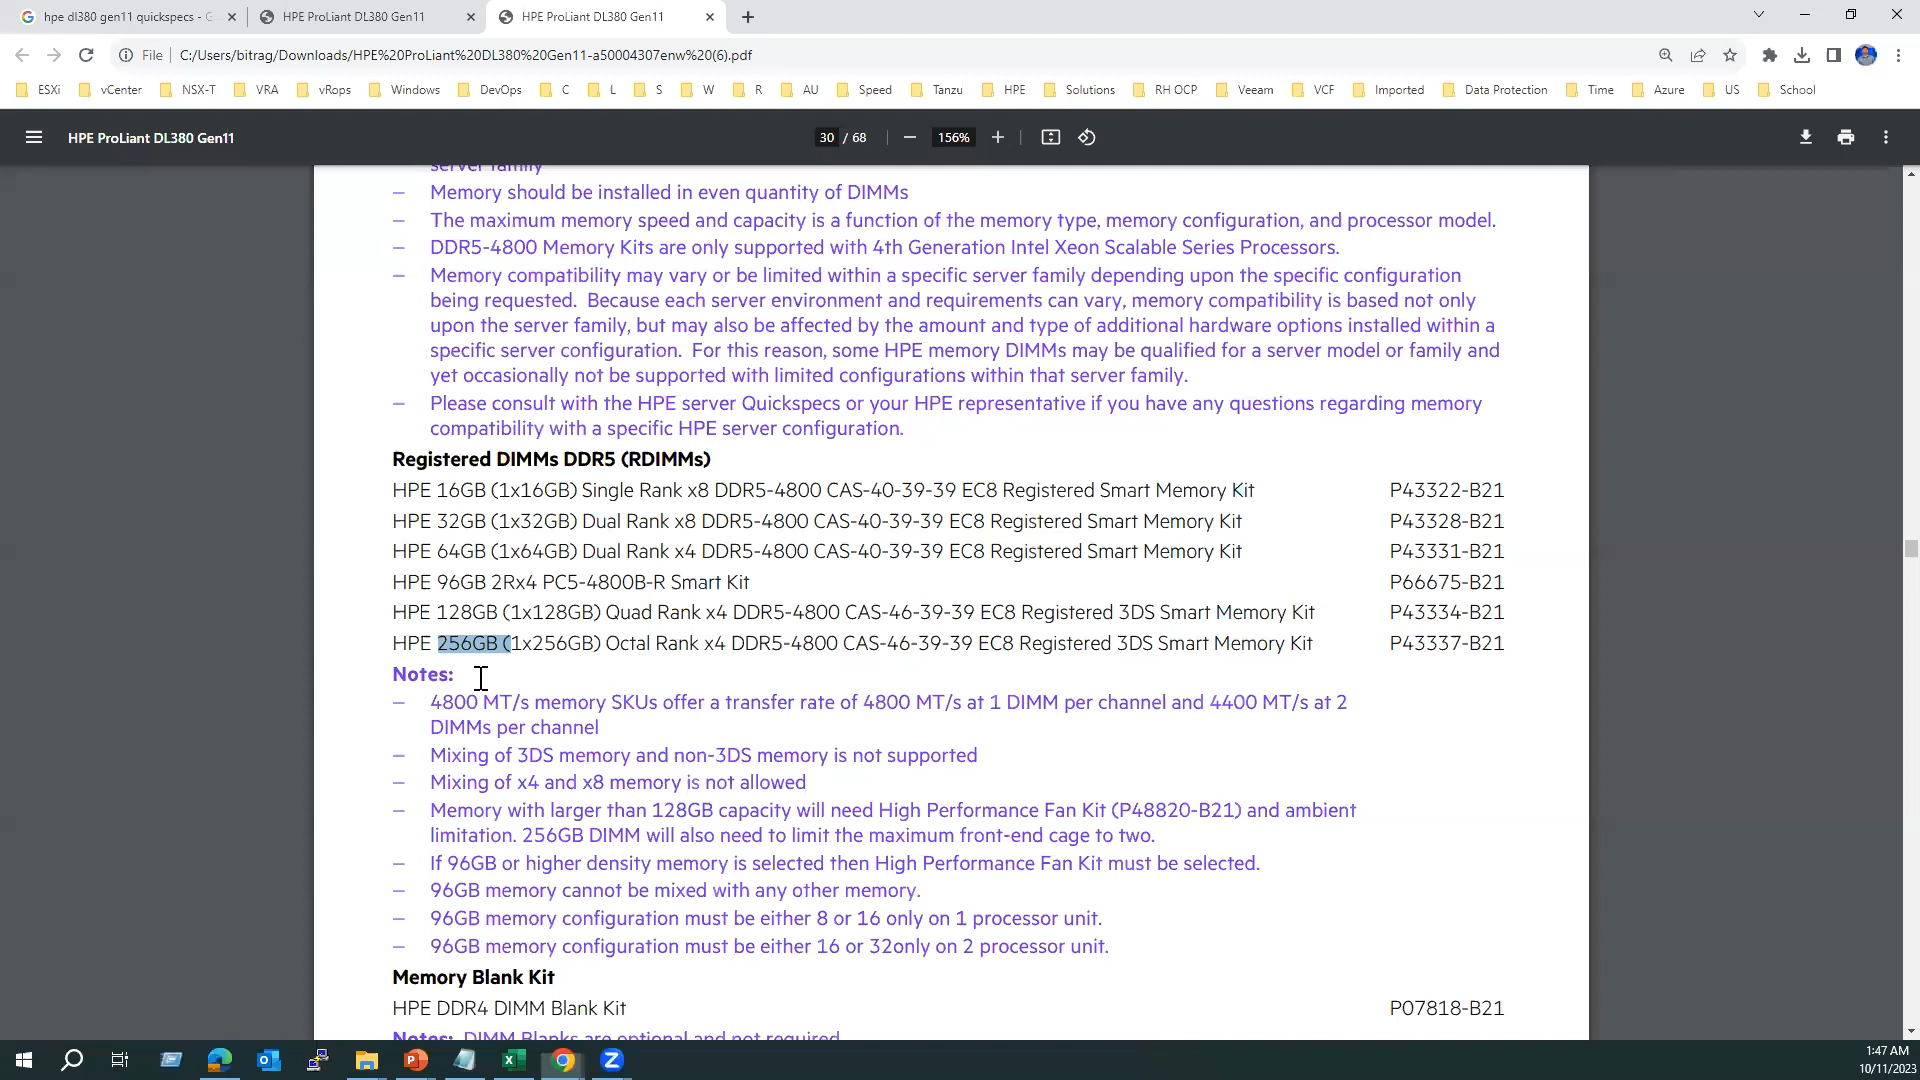 hpe dl380 gen11 quickspecs - G
HPE ProLiant DL380 Gen11
HPE ProLiant DL380 Gen11
File
C:/Users/bitrag/Downloads/HPE%20ProLiant%20DL380%20Gen11-a50004307enw%20(6).pdf
ESXi
vCenter
NSX-T
VRA
vRops
Windows
DevOps
C
L
S
W
R
AU
Speed
Tanzu
HPE
Solutions
RH OCP
Veeam
VCF
Imported
Data Protection
Time
Azure
US
School
HPE ProLiant DL380 Gen11
30 / 68
156%
server family
– Memory should be installed in even quantity of DIMMs
– The maximum memory speed and capacity is a function of the memory type, memory configuration, and processor model.
– DDR5-4800 Memory Kits are only supported with 4th Generation Intel Xeon Scalable Series Processors.
– Memory compatibility may vary or be limited within a specific server family depending upon the specific configuration
being requested. Because each server environment and requirements can vary, memory compatibility is based not only
upon the server family, but may also be affected by the amount and type of additional hardware options installed within a
specific server configuration. For this reason, some HPE memory DIMMs may be qualified for a server model or family and
yet occasionally not be supported with limited configurations within that server family.
– Please consult with the HPE server Quickspecs or your HPE representative if you have any questions regarding memory
compatibility with a specific HPE server configuration.
Registered DIMMs DDR5 (RDIMMs)
HPE 16GB (1x16GB) Single Rank x8 DDR5-4800 CAS-40-39-39 EC8 Registered Smart Memory Kit P43322-B21
HPE 32GB (1x32GB) Dual Rank x8 DDR5-4800 CAS-40-39-39 EC8 Registered Smart Memory Kit P43328-B21
HPE 64GB (1x64GB) Dual Rank x4 DDR5-4800 CAS-40-39-39 EC8 Registered Smart Memory Kit P43331-B21
HPE 96GB 2Rx4 PC5-4800B-R Smart Kit P66675-B21
HPE 128GB (1x128GB) Quad Rank x4 DDR5-4800 CAS-46-39-39 EC8 Registered 3DS Smart Memory Kit P43334-B21
HPE 256GB (1x256GB) Octal Rank x4 DDR5-4800 CAS-46-39-39 EC8 Registered 3DS Smart Memory Kit P43337-B21
Notes:
– 4800 MT/s memory SKUs offer a transfer rate of 4800 MT/s at 1 DIMM per channel and 4400 MT/s at 2
DIMMs per channel
– Mixing of 3DS memory and non-3DS memory is not supported
– Mixing of x4 and x8 memory is not allowed
– Memory with larger than 128GB capacity will need High Performance Fan Kit (P48820-B21) and ambient
limitation. 256GB DIMM will also need to limit the maximum front-end cage to two.
– If 96GB or higher density memory is selected then High Performance Fan Kit must be selected.
– 96GB memory cannot be mixed with any other memory.
– 96GB memory configuration must be either 8 or 16 only on 1 processor unit.
– 96GB memory configuration must be either 16 or 32only on 2 processor unit.
Memory Blank Kit
HPE DDR4 DIMM Blank Kit P07818-B21
Notes: DIMM Blanks are optional and not required
1:47 AM
10/11/2023